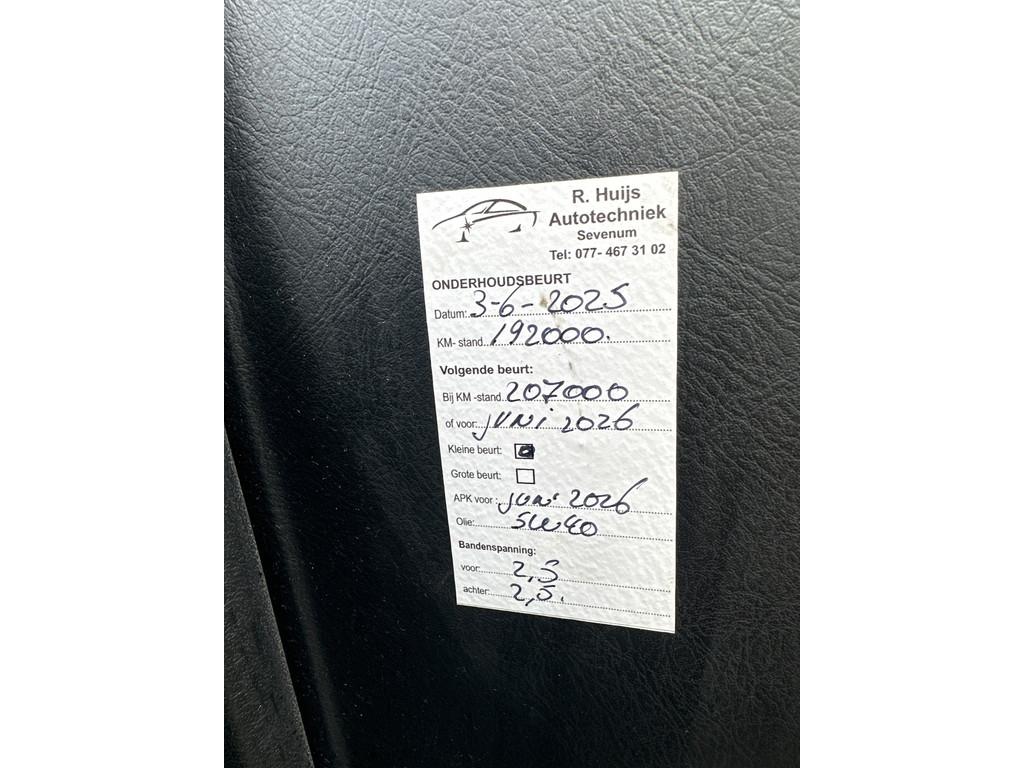 R. Huijs
Autotechniek
Sevenum
Tel: 077- 467 31 02
ONDERHOUDSBEURT
Datum: 3-6-2025
KM- stand 192000.
Volgende beurt:
Bij KM -stand 207000
of voor: juni 2026
Kleine beurt:
Grote beurt:
APK voor: juni 2026
Olie: 5W40
Bandenspanning:
voor: 2,5
achter: 2,5.